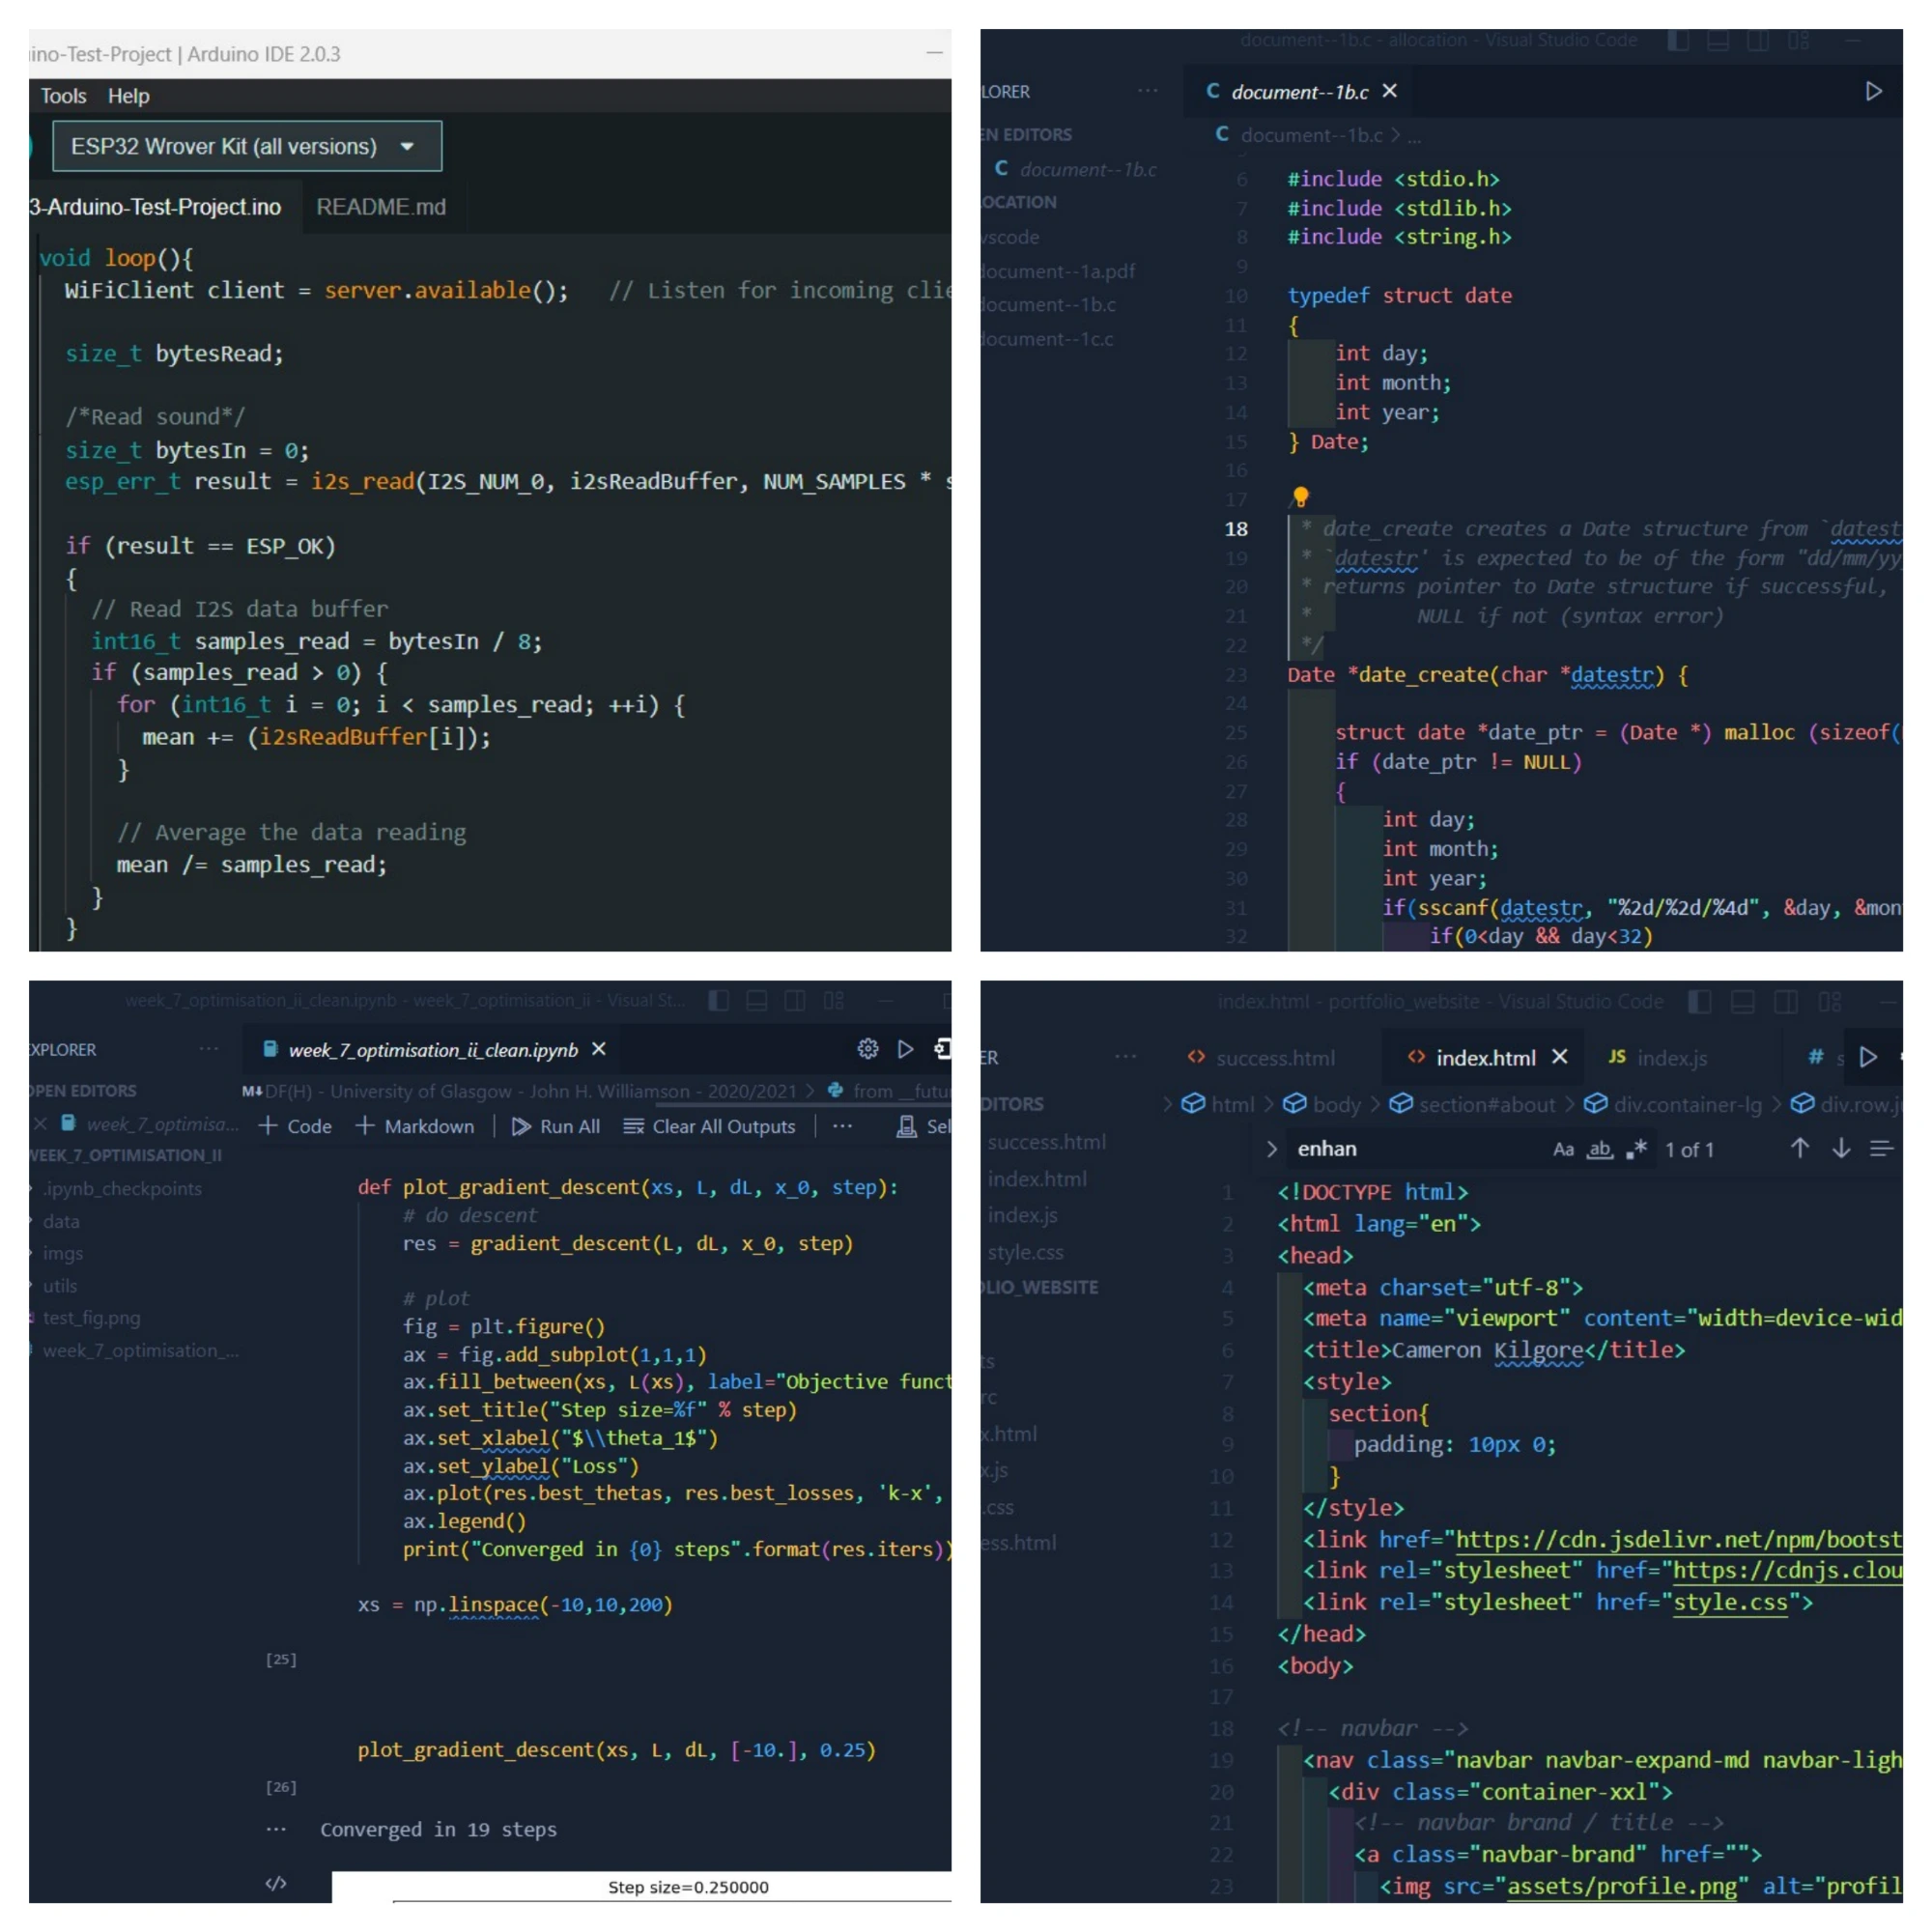 ino-Test-Project | Arduino IDE 2.0.3
Tools Help
ESP32 Wrover Kit (all versions)
3-Arduino-Test-Project.ino README.md
void loop(){
WiFiClient client = server.available(); // Listen for incoming clie
size_t bytesRead;
/*Read sound*/
size_t bytesIn = 0;
esp_err_t result = i2s_read(I2S_NUM_0, i2sReadBuffer, NUM_SAMPLES * s
if (result == ESP_OK)
{
// Read I2S data buffer
int16_t samples_read = bytesIn / 8;
if (samples_read > 0) {
for (int16_t i = 0; i < samples_read; ++i) {
mean += (i2sReadBuffer[i]);
}
// Average the data reading
mean /= samples_read;
}
}
document--1b.c - allocation - Visual Studio Code
LORER ··· C document--1b.c ×
EN EDITORS
C document--1b.c > ...
C document--1b.c
OCATION
vscode
document--1a.pdf
document--1b.c
document--1c.c
6 #include <stdio.h>
7 #include <stdlib.h>
8 #include <string.h>
9
10 typedef struct date
11 {
12 int day;
13 int month;
14 int year;
15 } Date;
16
17 /
18 * date_create creates a Date structure from `datest
19 * `datestr' is expected to be of the form "dd/mm/yy
20 * returns pointer to Date structure if successful,
21 * NULL if not (syntax error)
22 */
23 Date *date_create(char *datestr) {
24
25 struct date *date_ptr = (Date *) malloc (sizeof(
26 if (date_ptr != NULL)
27 {
28 int day;
29 int month;
30 int year;
31 if(sscanf(datestr, "%2d/%2d/%4d", &day, &mon
32 if(0<day && day<32)
week_7_optimisation_ii_clean.ipynb - week_7_optimisation_ii - Visual St...
XPLORER ··· week_7_optimisation_ii_clean.ipynb ×
OPEN EDITORS
M↓DF(H) - University of Glasgow - John H. Williamson - 2020/2021 > from __futu
× week_7_optimisa...
+ Code + Markdown | Run All Clear All Outputs | ··· Sel
WEEK_7_OPTIMISATION_II
.ipynb_checkpoints
data
imgs
utils
test_fig.png
week_7_optimisation_...
def plot_gradient_descent(xs, L, dL, x_0, step):
# do descent
res = gradient_descent(L, dL, x_0, step)
# plot
fig = plt.figure()
ax = fig.add_subplot(1,1,1)
ax.fill_between(xs, L(xs), label="Objective funct
ax.set_title("Step size=%f" % step)
ax.set_xlabel("$\\theta_1$")
ax.set_ylabel("Loss")
ax.plot(res.best_thetas, res.best_losses, 'k-x',
ax.legend()
print("Converged in {0} steps".format(res.iters))
xs = np.linspace(-10,10,200)
[25]
plot_gradient_descent(xs, L, dL, [-10.], 0.25)
[26]
··· Converged in 19 steps
</>
Step size=0.250000
index.html - portfolio_website - Visual Studio Code
ER ··· <> success.html <> index.html × JS index.js # s
DITORS
> html > body > section#about > div.container-lg > div.row.j
success.html
index.html
index.js
style.css
LIO_WEBSITE
ts
rc
x.html
x.js
.css
ess.html
> enhan Aa ab .* 1 of 1
1 <!DOCTYPE html>
2 <html lang="en">
3 <head>
4 <meta charset="utf-8">
5 <meta name="viewport" content="width=device-wid
6 <title>Cameron Kilgore</title>
7 <style>
8 section{
9 padding: 10px 0;
10 }
11 </style>
12 <link href="https://cdn.jsdelivr.net/npm/bootst
13 <link rel="stylesheet" href="https://cdnjs.clou
14 <link rel="stylesheet" href="style.css">
15 </head>
16 <body>
17
18 <!-- navbar -->
19 <nav class="navbar navbar-expand-md navbar-ligh
20 <div class="container-xxl">
21 <!-- navbar brand / title -->
22 <a class="navbar-brand" href="">
23 <img src="assets/profile.png" alt="profil